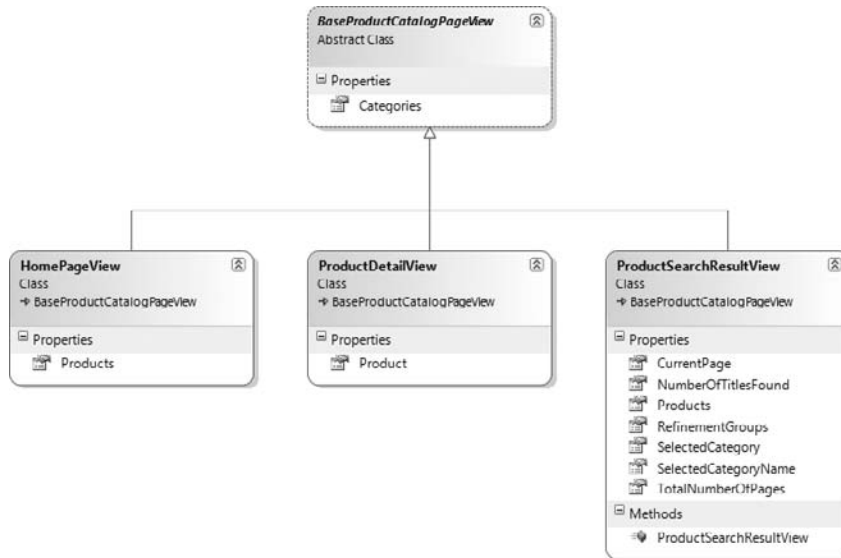 BaseProductCatalogPageView
Abstract Class
Properties
Categories
HomePageView
Class
BaseProductCatalogPageView
Properties
Products
ProductDetailView
Class
BaseProductCatalogPageView
Properties
Product
ProductSearchResultView
Class
BaseProductCatalogPageView
Properties
CurrentPage
NumberOfTitlesFound
Products
RefinementGroups
SelectedCategory
SelectedCategoryName
TotalNumberOfPages
Methods
ProductSearchResultView